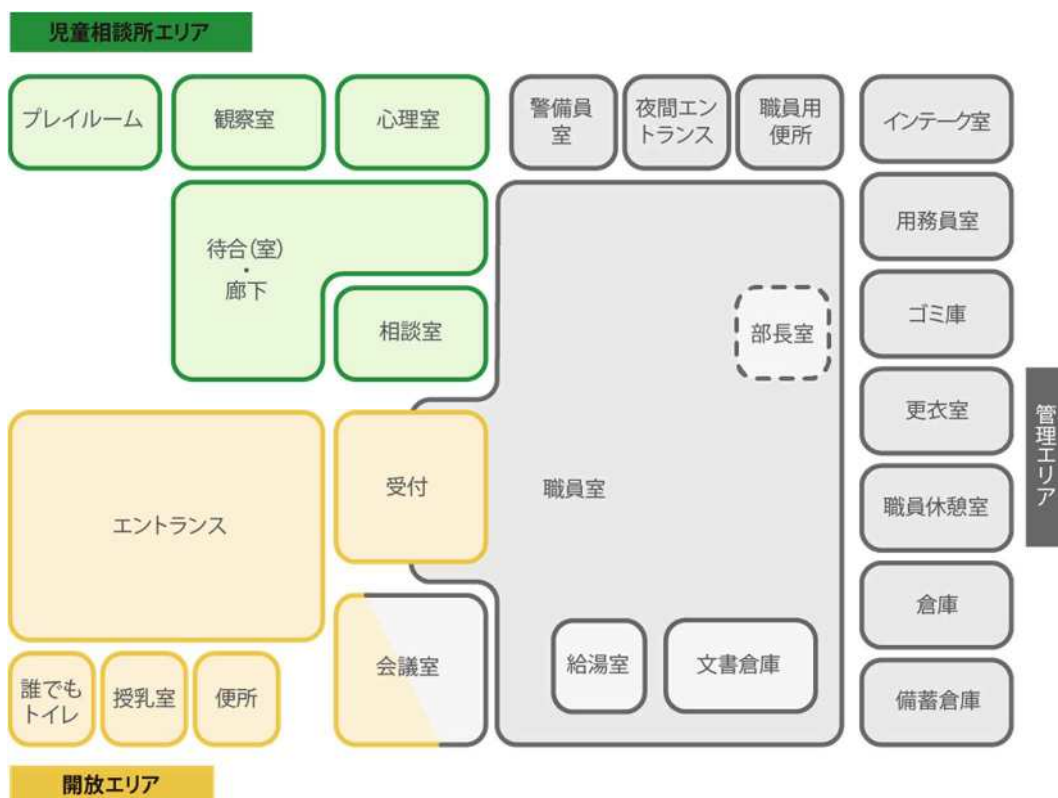 児童相談所エリア
プレイルーム
観察室
心理室
警備員
室
夜間エン
トランス
職員用
便所
インテーク室
待合(室)
・
廊下
相談室
用務員室
ゴミ庫
部長室
更衣室
管理エリア
エントランス
受付
職員室
職員休憩室
倉庫
会議室
給湯室
文書倉庫
備蓄倉庫
誰でも
トイレ
授乳室
便所
開放エリア